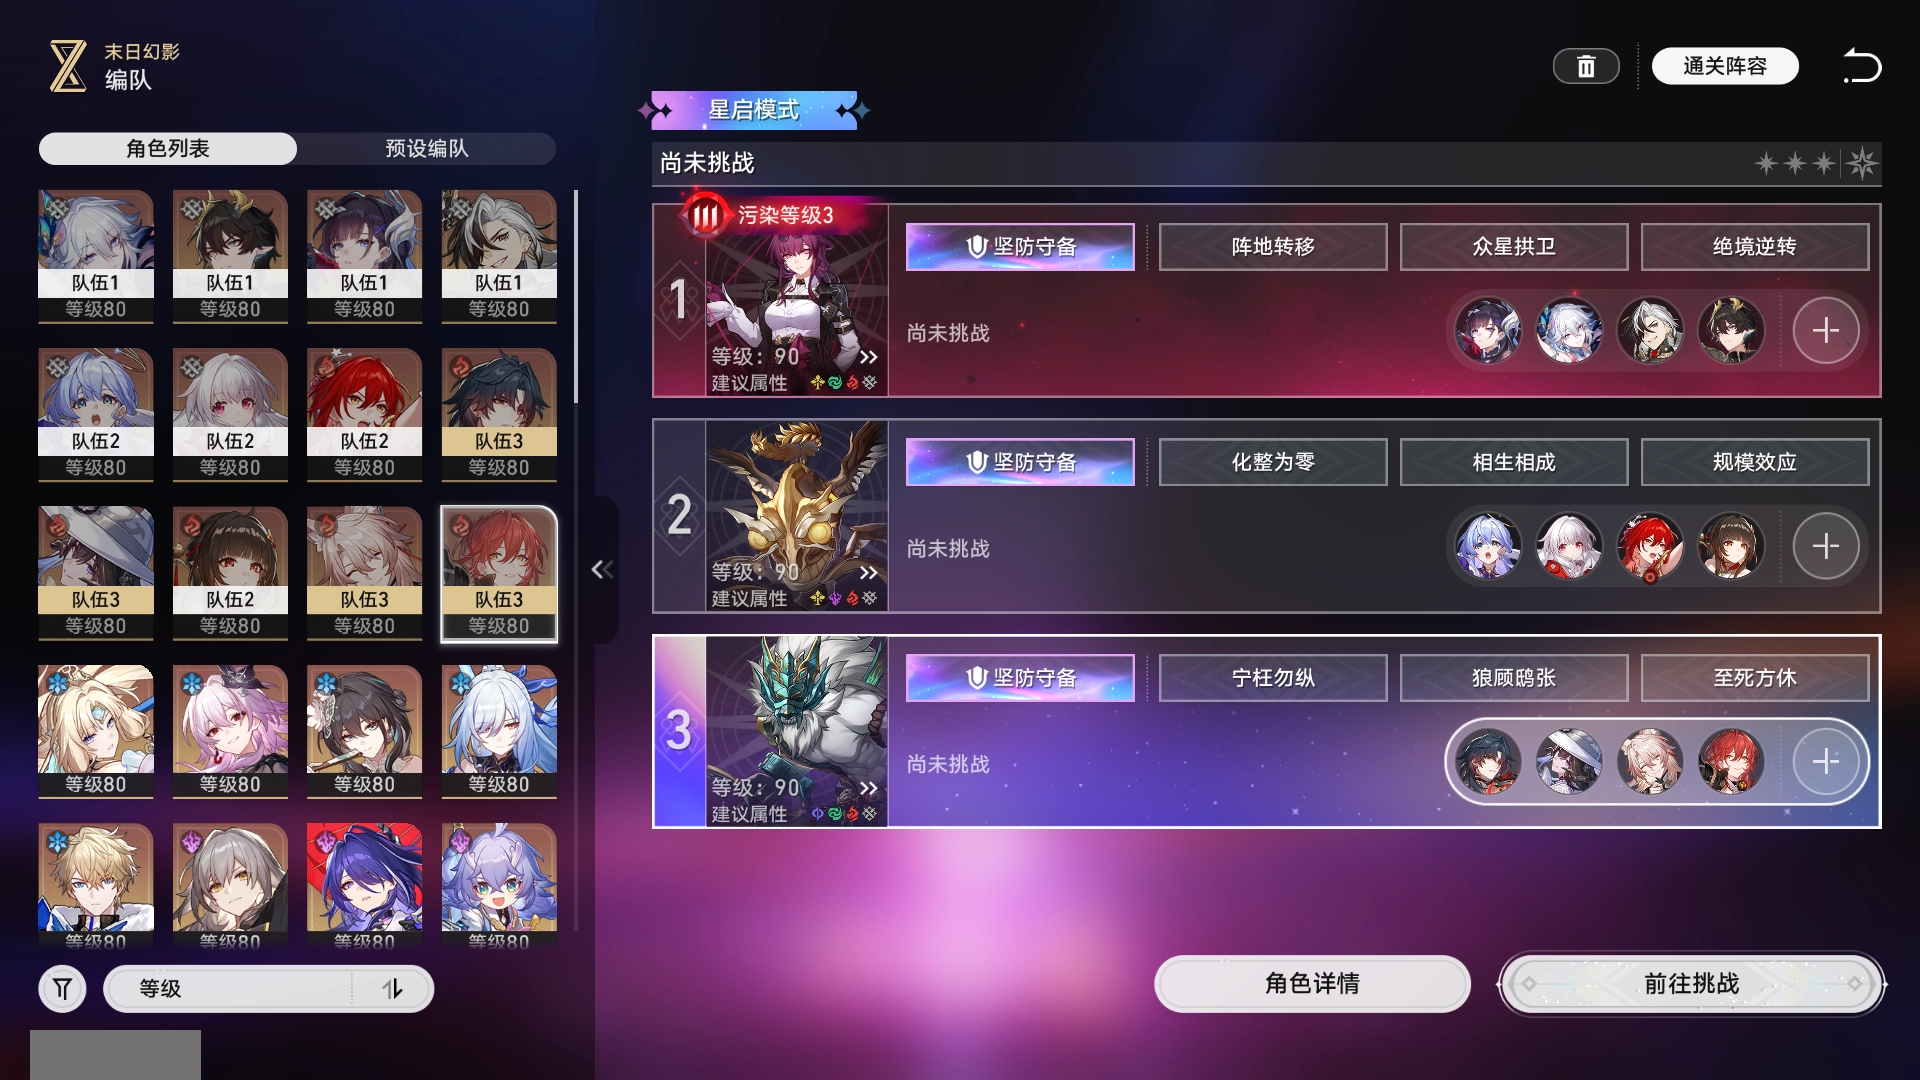 末日幻影
编队
通关阵容
角色列表
预设编队
队伍1
等级80
队伍1
等级80
队伍1
等级80
队伍1
等级80
队伍2
等级80
队伍2
等级80
队伍2
等级80
队伍3
等级80
队伍3
等级80
队伍2
等级80
队伍3
等级80
队伍3
等级80
等级80
等级80
等级80
等级80
等级80
等级80
等级80
等级80
等级
星启模式
尚未挑战
污染等级3
1
等级：90
建议属性
坚防守备
阵地转移
众星拱卫
绝境逆转
尚未挑战
2
等级：90
建议属性
坚防守备
化整为零
相生相成
规模效应
尚未挑战
3
等级：90
建议属性
坚防守备
宁枉勿纵
狼顾鸱张
至死方休
尚未挑战
角色详情
前往挑战